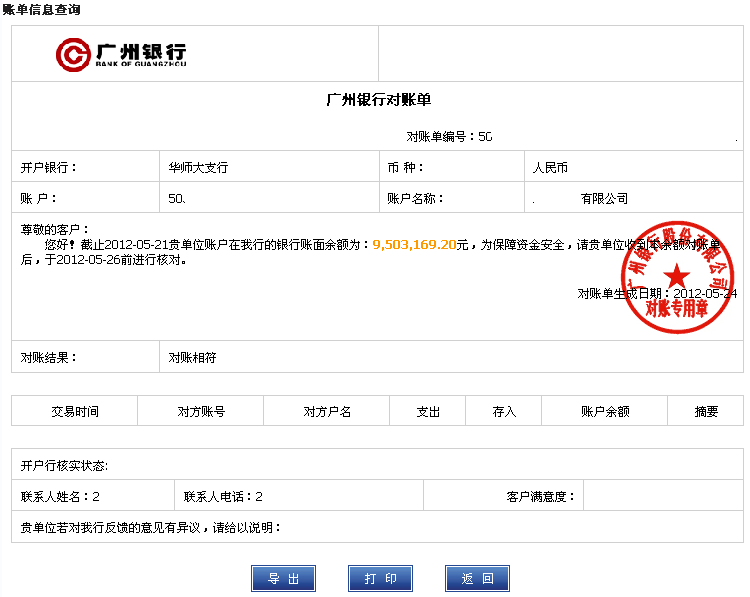 账单信息查询
广州银行
BANK OF GUANGZHOU
广州银行对账单
对账单编号：50
开户银行： 华师大支行 币 种： 人民币
账 户： 50、 账户名称： . 有限公司
尊敬的客户：
您好！截止2012-05-21贵单位账户在我行的银行账面余额为：9,503,169.20元，为保障资金安全，请贵单位收到本余额对账单
后，于2012-05-26前进行核对。
广州银行股份有限公司
对账单生成日期：2012-05-24
对账专用章
对账结果： 对账相符
交易时间 对方账号 对方户名 支出 存入 账户余额 摘要
开户行核实状态:
联系人姓名：2 联系人电话：2 客户满意度：
贵单位若对我行反馈的意见有异议，请给以说明：
导 出 打 印 返 回